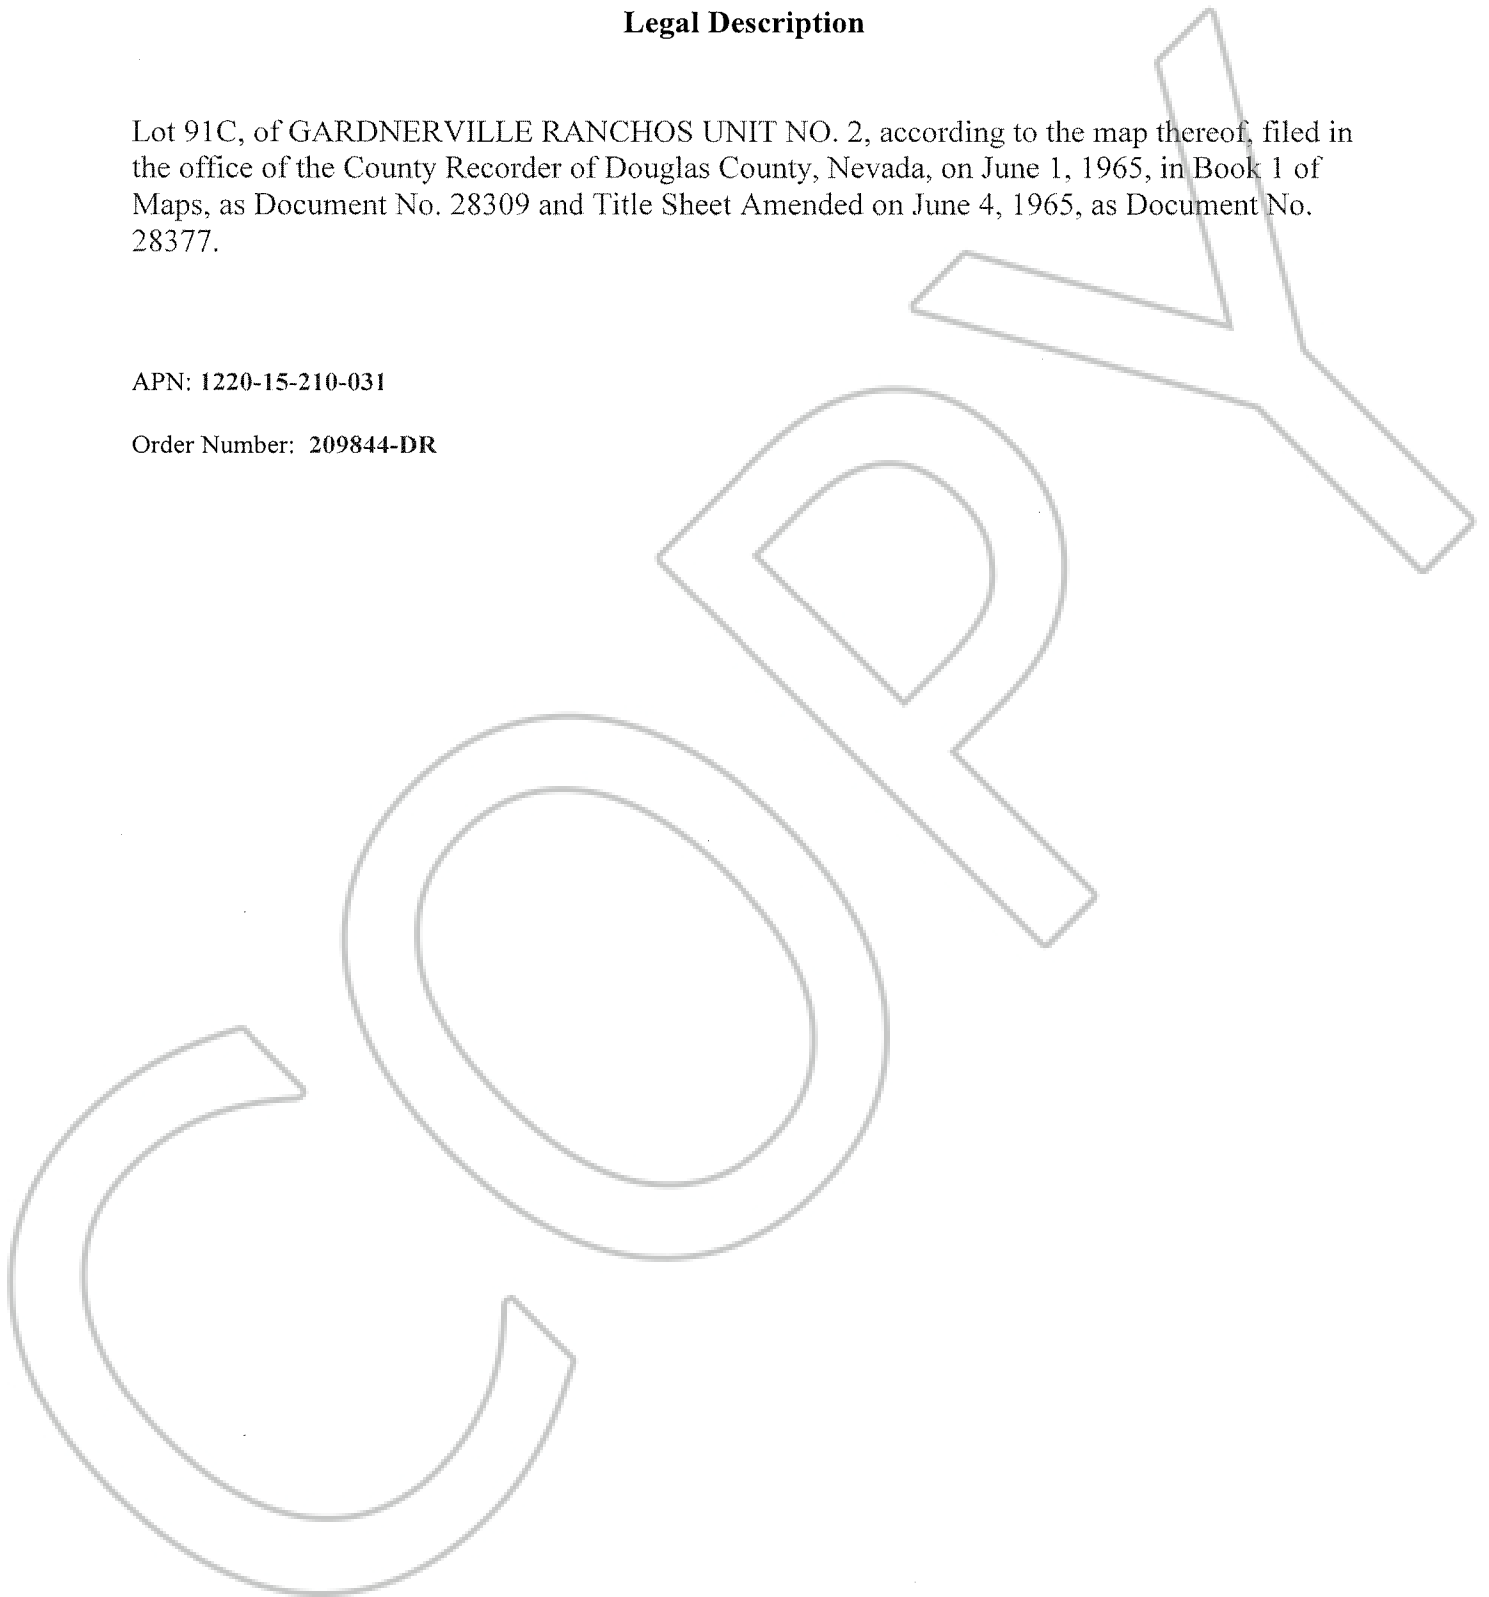 Legal Description
Lot 91C, of GARDNERVILLE RANCHOS UNIT NO. 2, according to the map thereof, filed in
the office of the County Recorder of Douglas County, Nevada, on June 1, 1965, in Book 1 of
Maps, as Document No. 28309 and Title Sheet Amended on June 4, 1965, as Document No.
28377.
APN: 1220-15-210-031
Order Number: 209844-DR
COPY